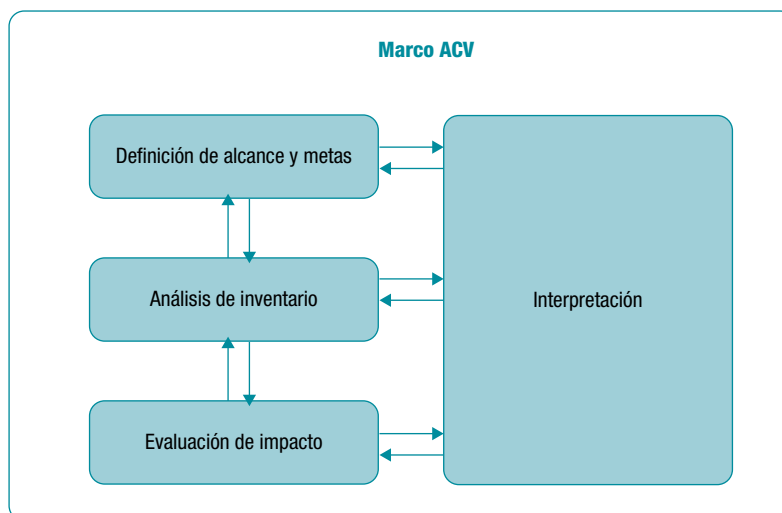 Marco ACV
Definición de alcance y metas
Análisis de inventario
Interpretación
Evaluación de impacto